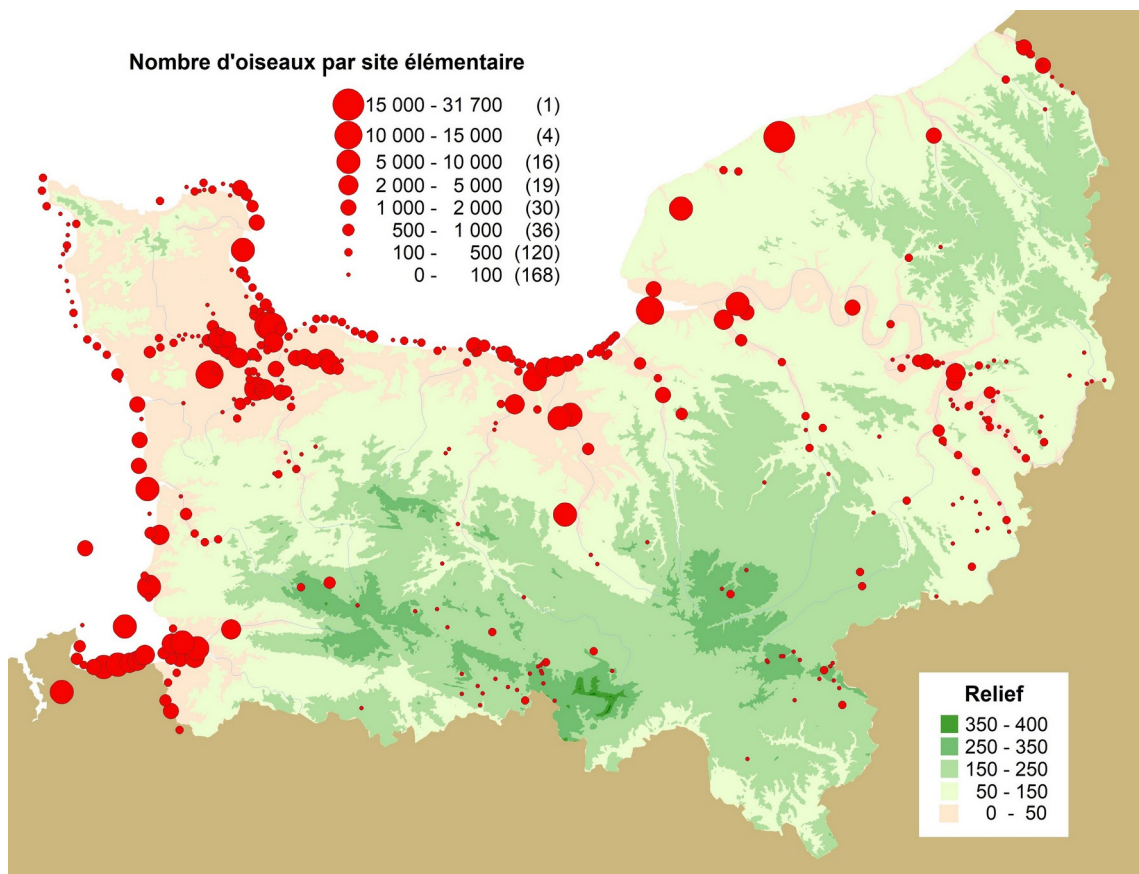 Nombre d'oiseaux par site élémentaire
15 000 - 31 700 (1)
10 000 - 15 000 (4)
5 000 - 10 000 (16)
2 000 - 5 000 (19)
1 000 - 2 000 (30)
500 - 1 000 (36)
100 - 500 (120)
0 - 100 (168)
Relief
350 - 400
250 - 350
150 - 250
50 - 150
0 - 50